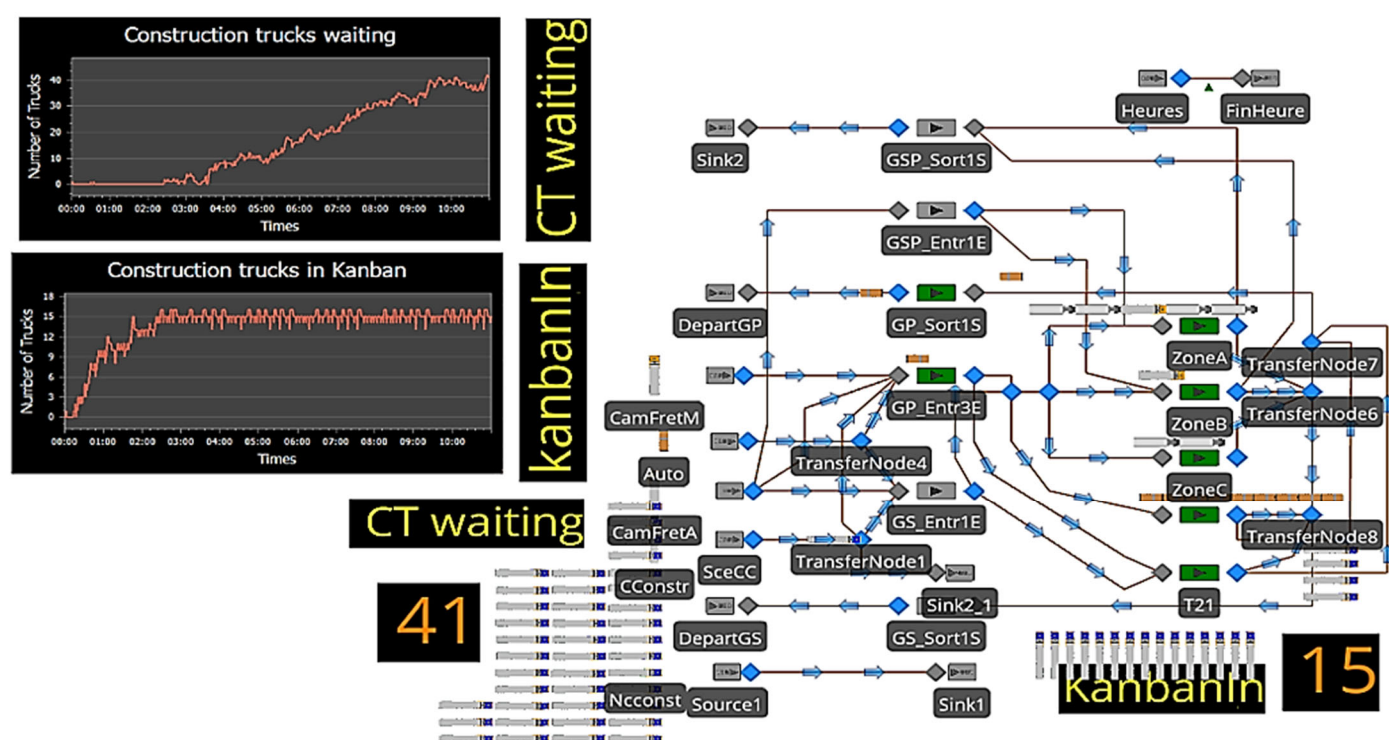 Construction trucks waiting
Number of Trucks
40
30
20
10
0
00:00 01:00 02:00 03:00 04:00 05:00 06:00 07:00 08:00 09:00 10:00
Times
CT waiting
Construction trucks in Kanban
Number of Trucks
18
15
12
9
6
3
0
00:00 01:00 02:00 03:00 04:00 05:00 06:00 07:00 08:00 09:00 10:00
Times
kanbanIn
CT waiting
41
Heures
FinHeure
Sink2
GSP_Sort1S
GSP_Entr1E
DepartGP
GP_Sort1S
ZoneA
TransferNode7
CamFretM
GP_Entr3E
ZoneB
TransferNode6
Auto
TransferNode4
ZoneC
CamFretA
GS_Entr1E
TransferNode8
CConstr
SceCC
TransferNode1
Sink2_1
T21
DepartGS
GS_Sort1S
Ncconst
Source1
Sink1
KanbanIn
15